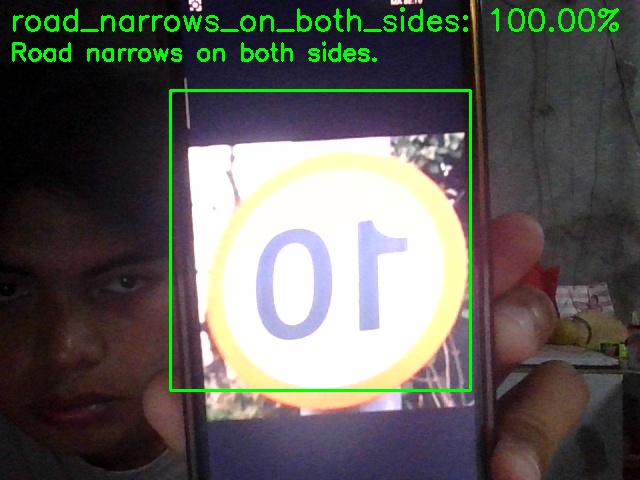 road_narrows_on_both_sides: 100.00%
Road narrows on both sides.
10